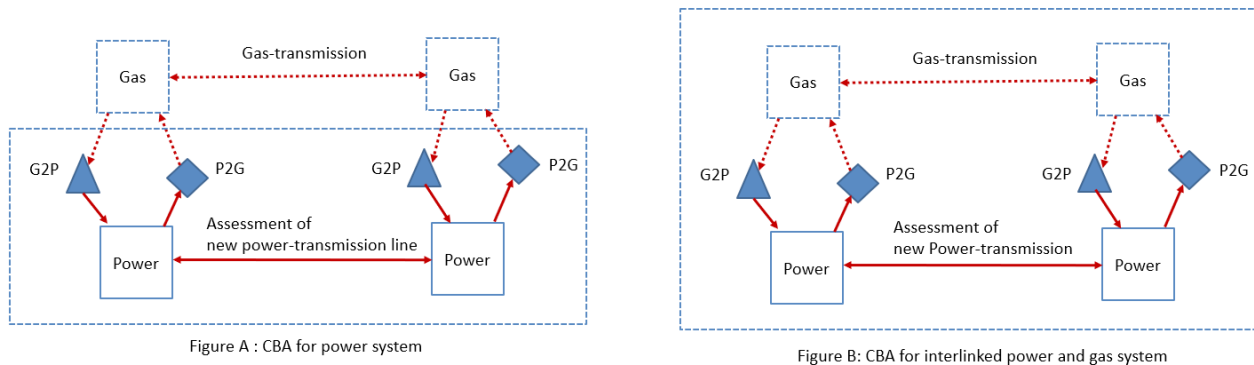 Gas-transmission
Gas
Gas
G2P
P2G
G2P
P2G
Assessment of
new power-transmission line
Power
Power
Figure A : CBA for power system
Gas-transmission
Gas
Gas
G2P
P2G
G2P
P2G
Assessment of
new Power-transmission
Power
Power
Figure B: CBA for interlinked power and gas system